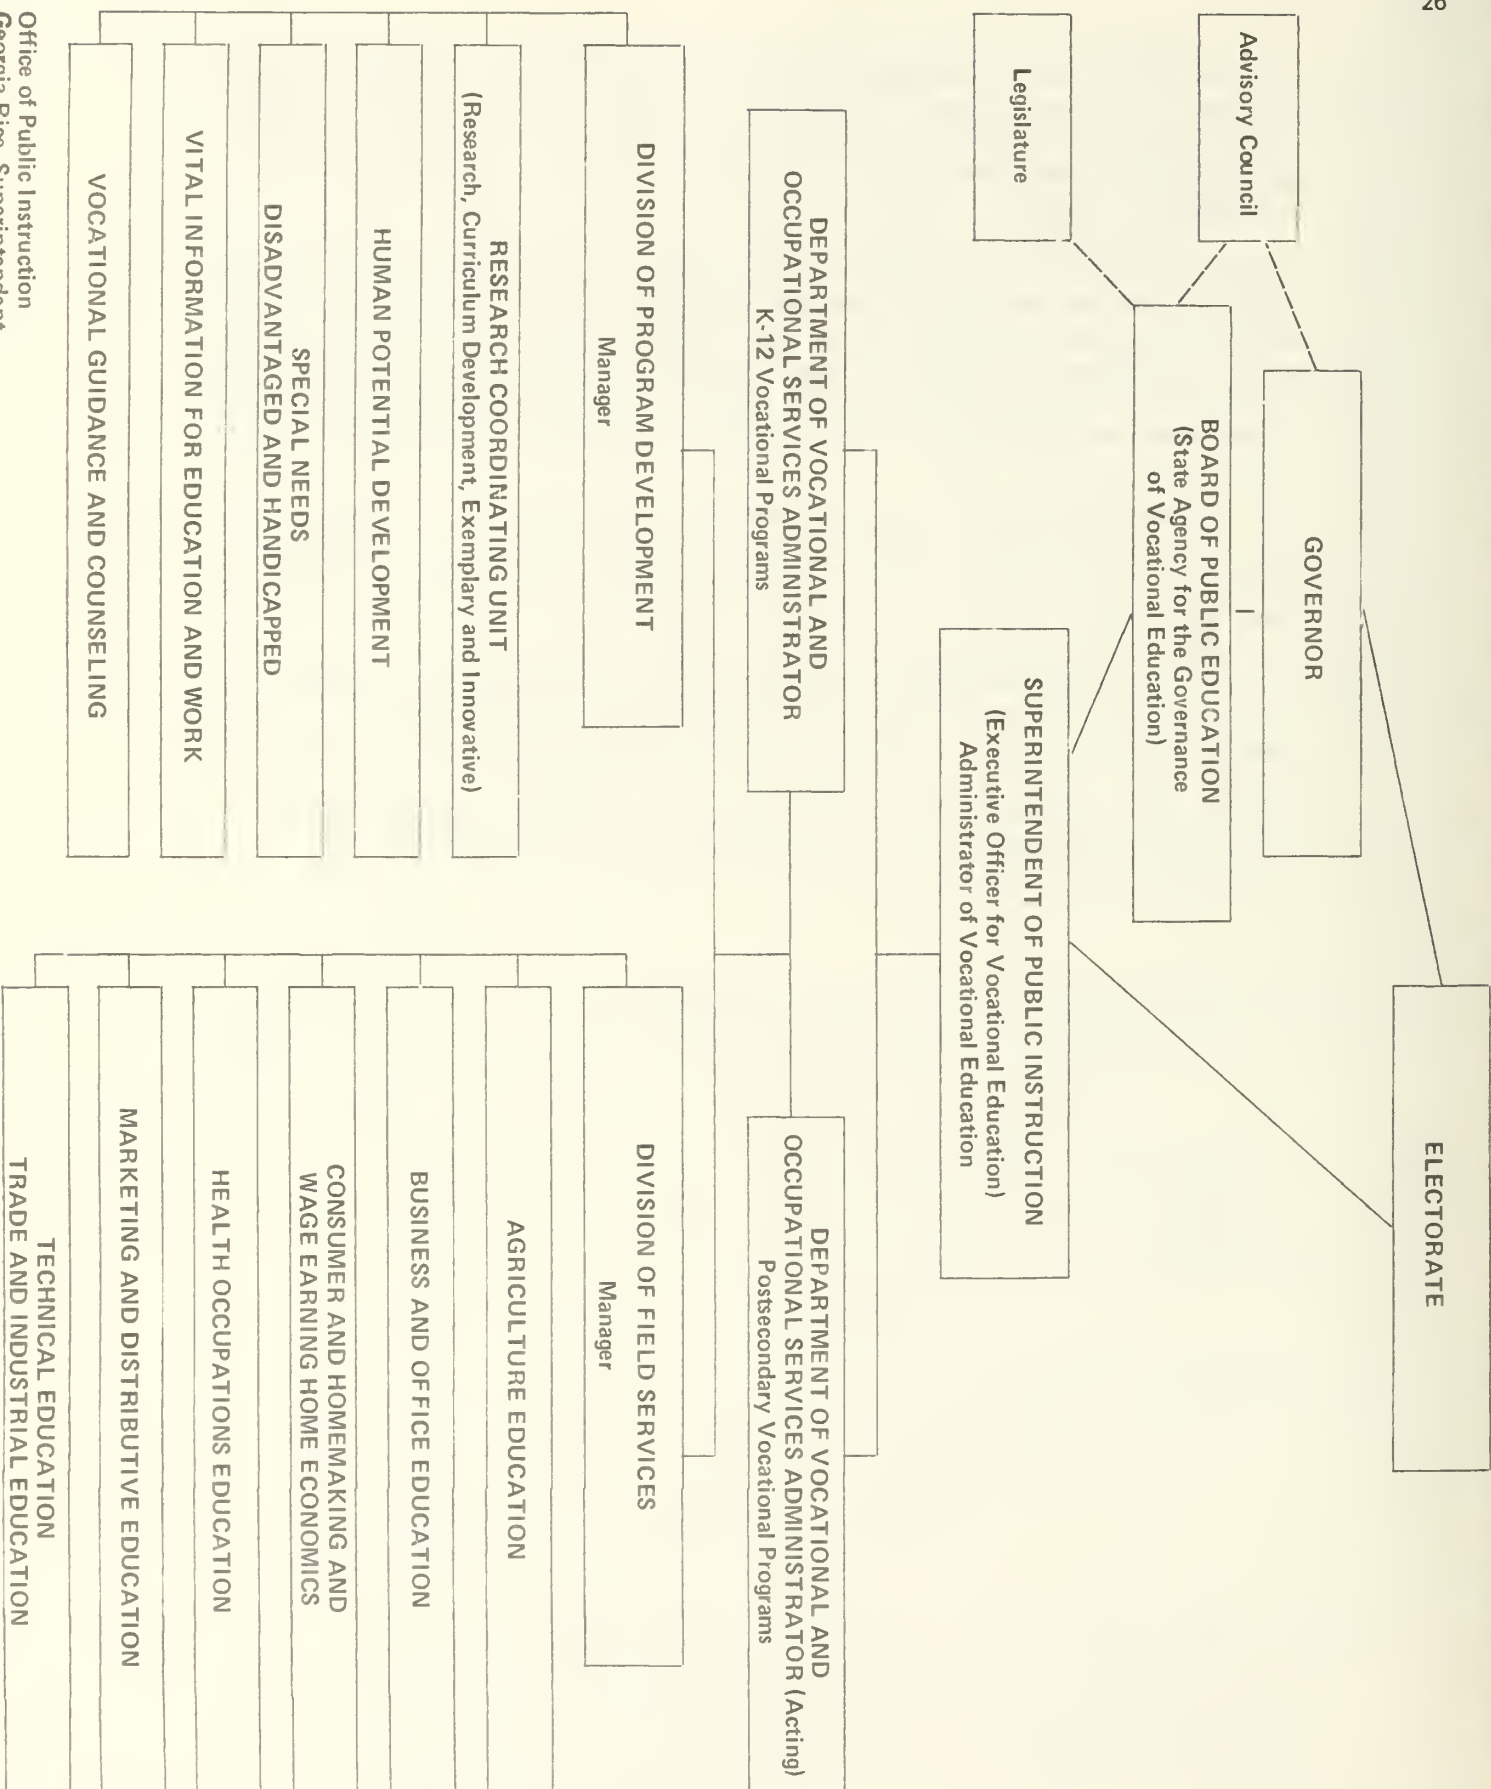 26
ELECTORATE
Advisory Council
GOVERNOR
Legislature
BOARD OF PUBLIC EDUCATION
(State Agency for the Governance
of Vocational Education)
SUPERINTENDENT OF PUBLIC INSTRUCTION
(Executive Officer for Vocational Education)
Administrator of Vocational Education
DEPARTMENT OF VOCATIONAL AND
OCCUPATIONAL SERVICES ADMINISTRATOR
K-12 Vocational Programs
DEPARTMENT OF VOCATIONAL AND
OCCUPATIONAL SERVICES ADMINISTRATOR (Acting)
Postsecondary Vocational Programs
DIVISION OF PROGRAM DEVELOPMENT
Manager
RESEARCH COORDINATING UNIT
(Research, Curriculum Development, Exemplary and Innovative)
HUMAN POTENTIAL DEVELOPMENT
SPECIAL NEEDS
DISADVANTAGED AND HANDICAPPED
VITAL INFORMATION FOR EDUCATION AND WORK
VOCATIONAL GUIDANCE AND COUNSELING
DIVISION OF FIELD SERVICES
Manager
AGRICULTURE EDUCATION
BUSINESS AND OFFICE EDUCATION
CONSUMER AND HOMEMAKING AND
WAGE EARNING HOME ECONOMICS
HEALTH OCCUPATIONS EDUCATION
MARKETING AND DISTRIBUTIVE EDUCATION
TECHNICAL EDUCATION
TRADE AND INDUSTRIAL EDUCATION
Office of Public Instruction
Georgia Rice, Superintendent